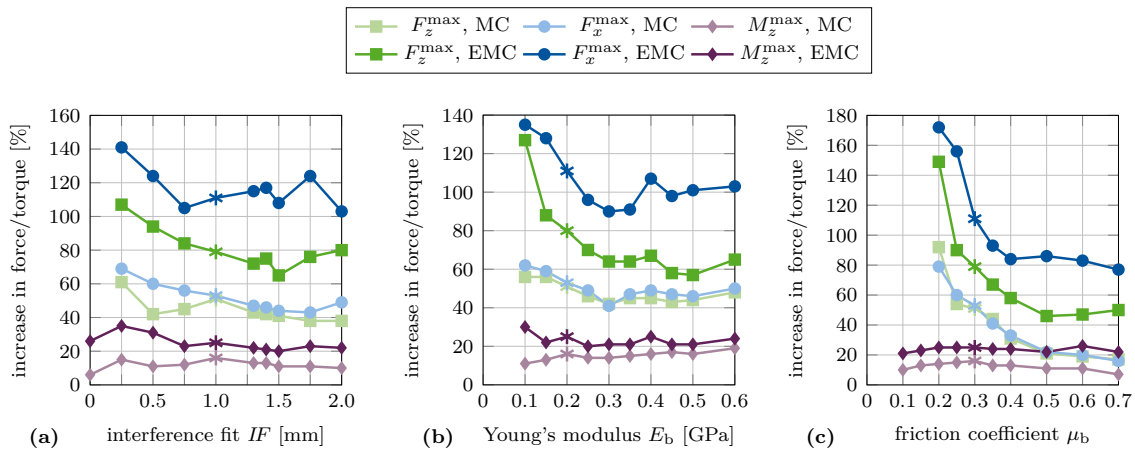 F_z^max, MC F_x^max, MC M_z^max, MC
F_z^max, EMC F_x^max, EMC M_z^max, EMC
increase in force/torque [%]
160
140
120
100
80
60
40
20
0
0 0.5 1.0 1.5 2.0
(a) interference fit IF [mm]
increase in force/torque [%]
140
120
100
80
60
40
20
0
0 0.1 0.2 0.3 0.4 0.5 0.6
(b) Young's modulus E_b [GPa]
increase in force/torque [%]
180
160
140
120
100
80
60
40
20
0
0 0.1 0.2 0.3 0.4 0.5 0.6 0.7
(c) friction coefficient μ_b